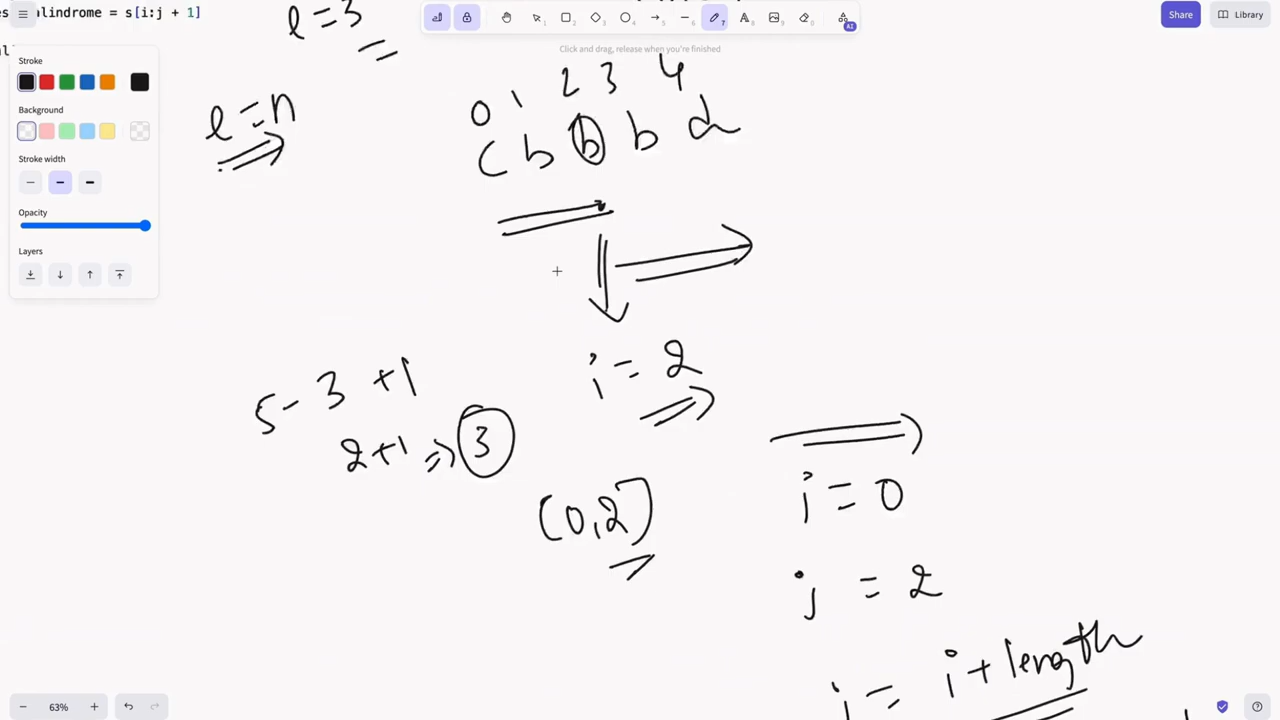 alindrome = s[i:j + 1]
Share
Library
Click and drag, release when you're finished
Stroke
Background
Stroke width
Opacity
Layers
l = 3
l = n
0 1 2 3 4
c b b b d
i = 2
5 - 3 + 1
2 + 1 => 3
(0,2)
i = 0
j = 2
j = i + length
63%